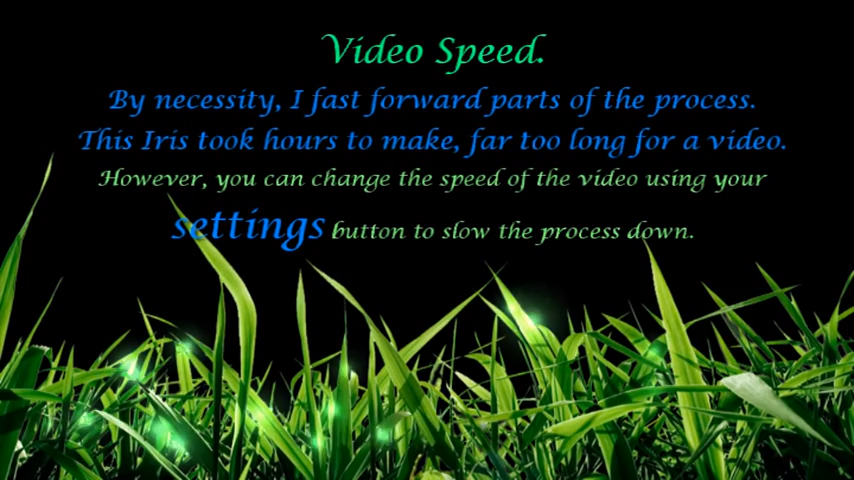 Video Speed.
By necessity, I fast forward parts of the process.
This Iris took hours to make, far too long for a video.
However, you can change the speed of the video using your
settings button to slow the process down.